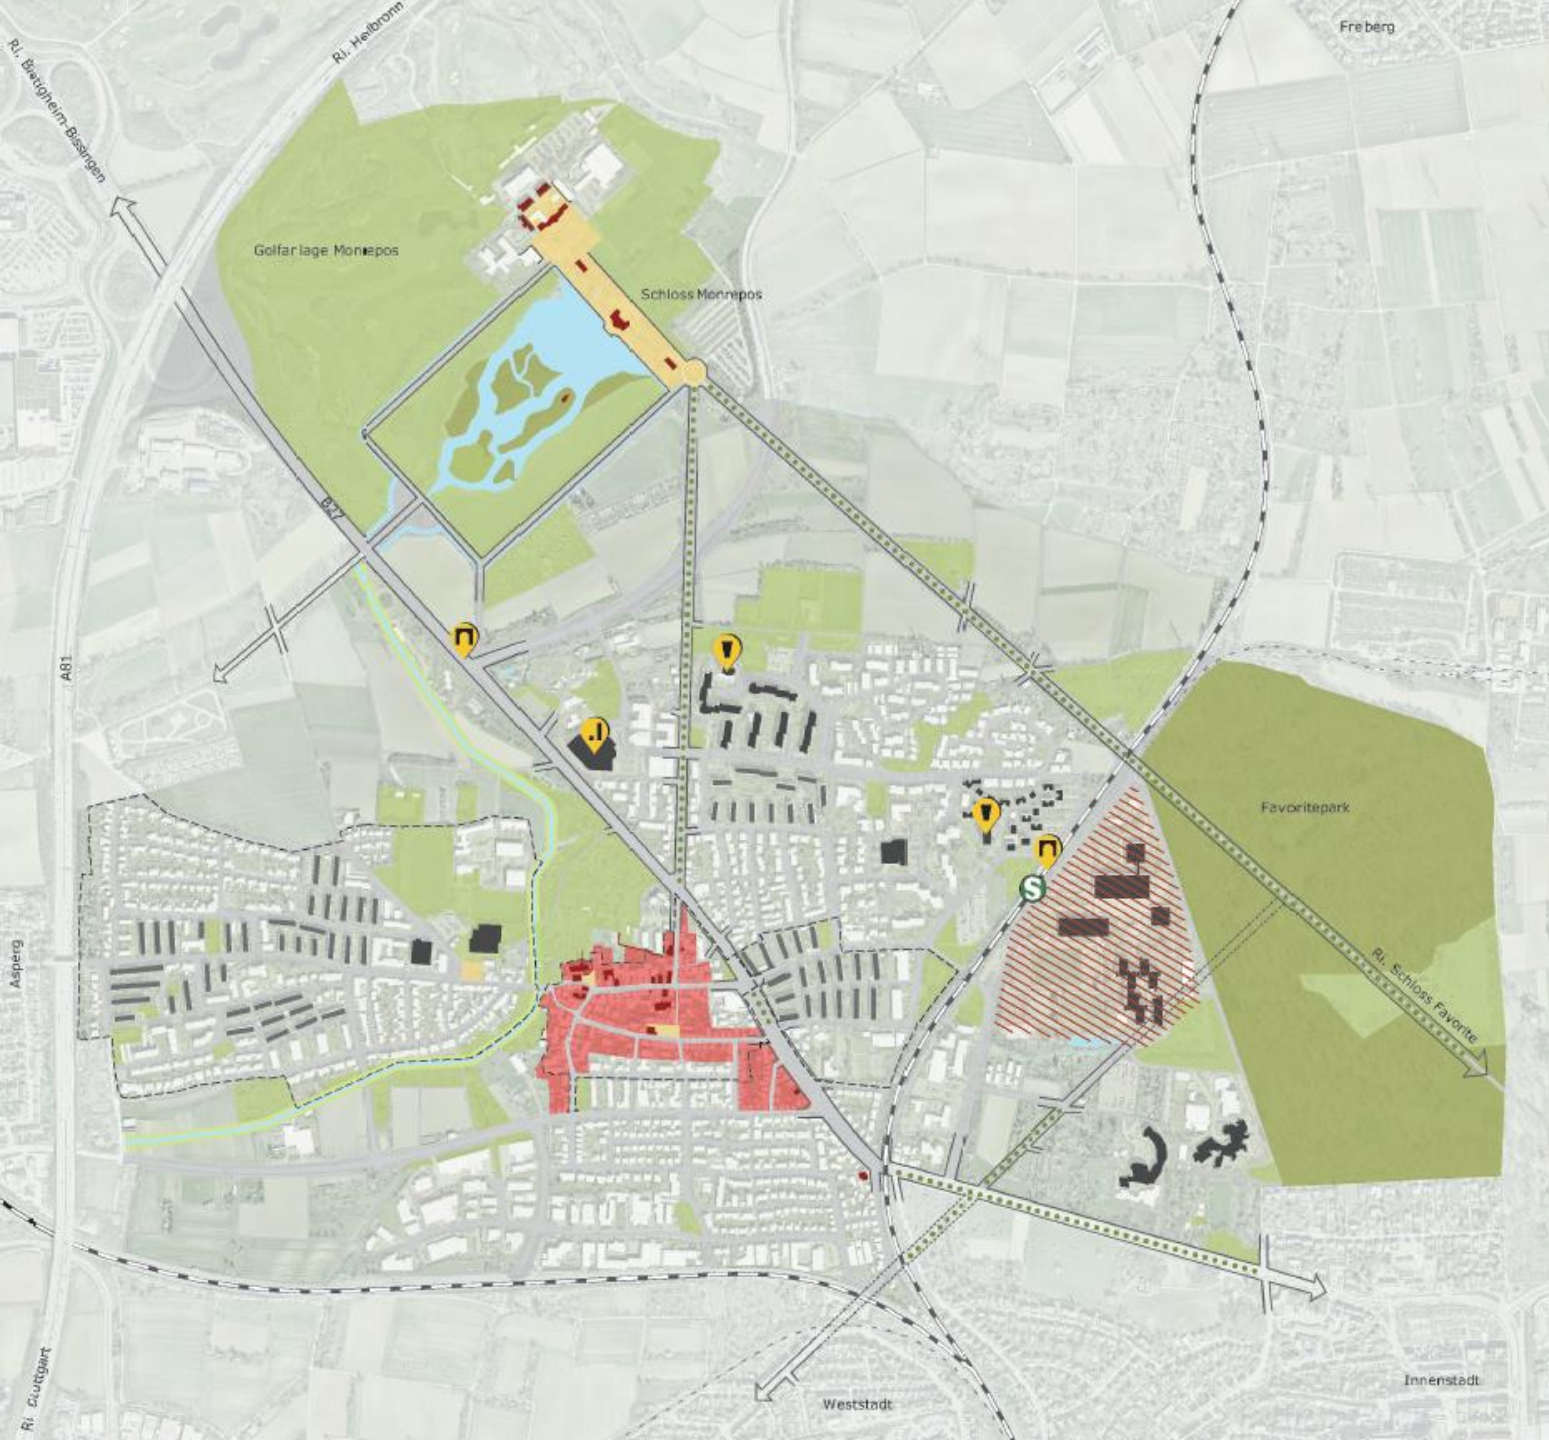 Freberg
Ri. Heilbronn
Ri. Bietigheim-Bissingen
Golfar lage Monrepos
Schloss Monrepos
B27
A81
Favoritepark
S
Asperg
Ri. Schloss Favorite
Ri. Stuttgart
Innenstadt
Weststadt